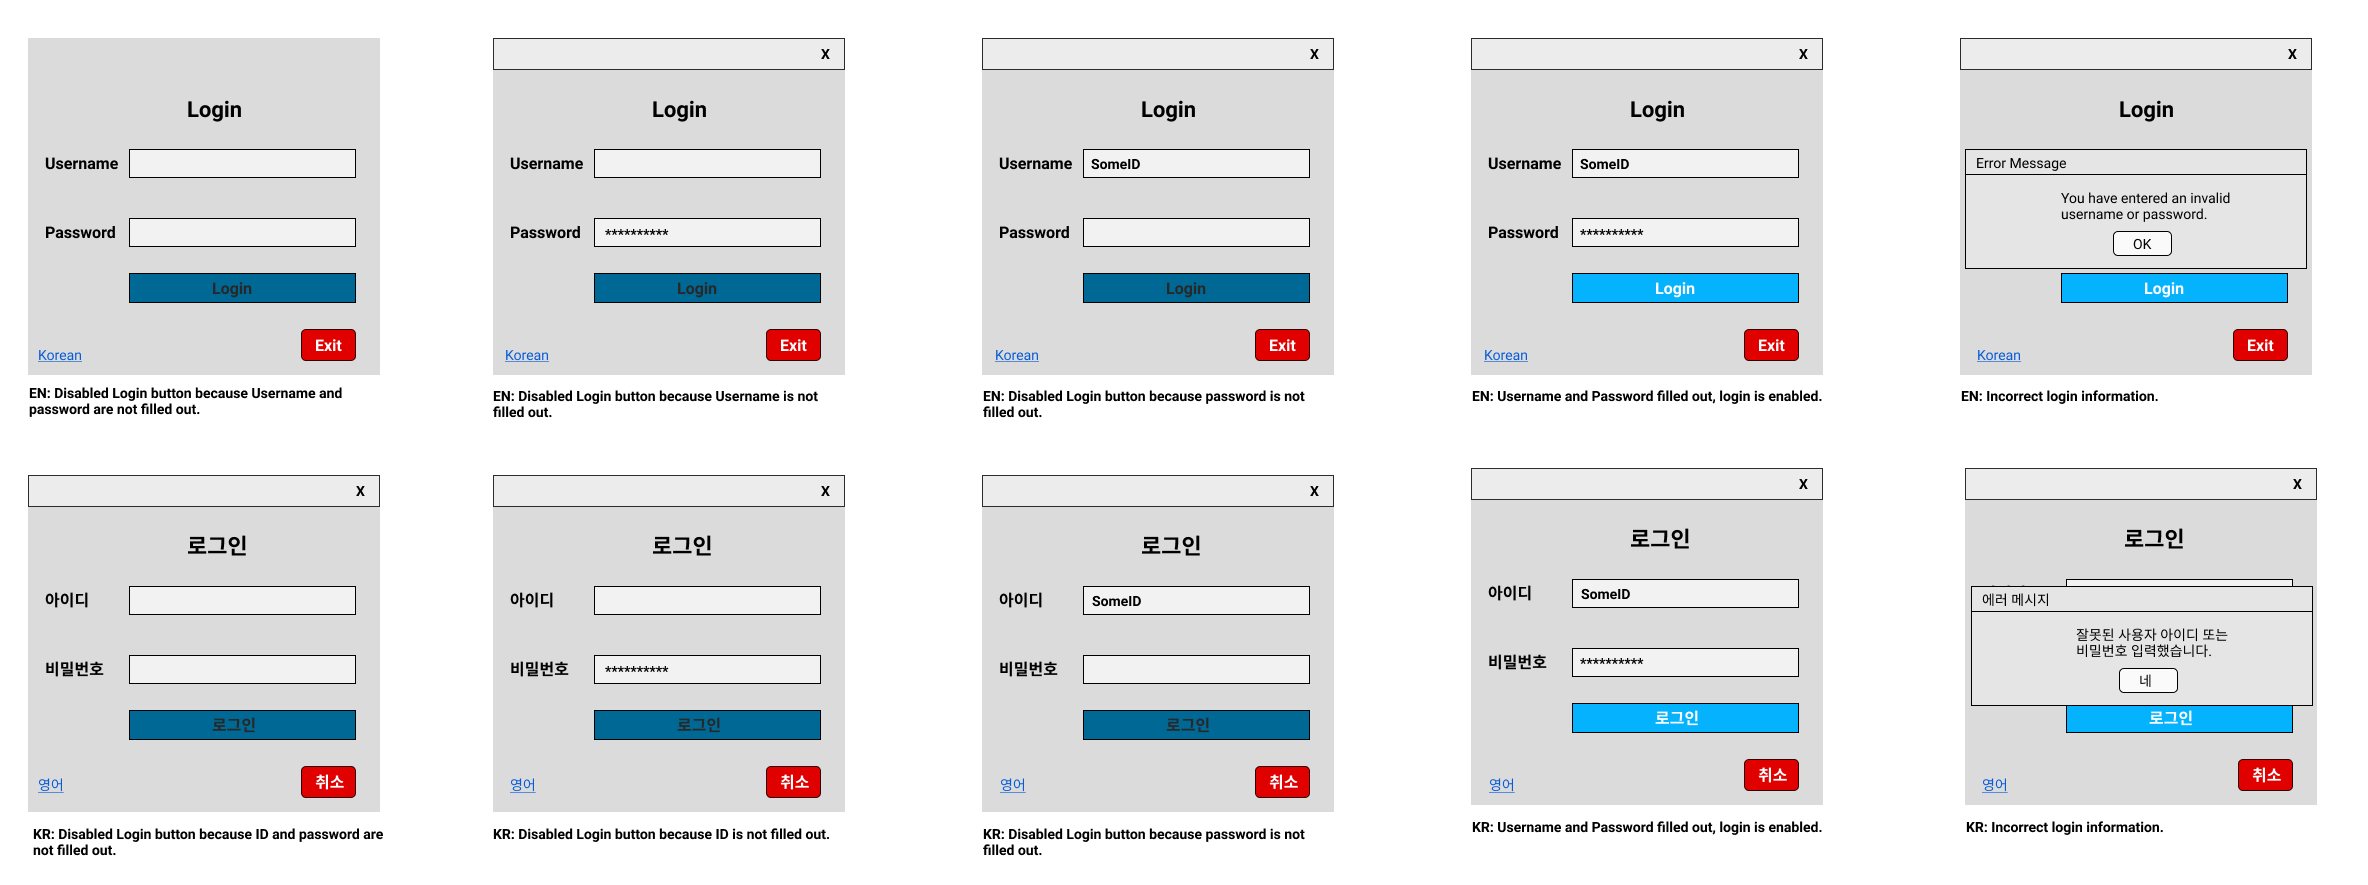 Login
Username
Password
Login
Korean
Exit
EN: Disabled Login button because Username and
password are not filled out.
X
Login
Username
Password
**********
Login
Korean
Exit
EN: Disabled Login button because Username is not
filled out.
X
Login
Username
SomeID
Password
Login
Korean
Exit
EN: Disabled Login button because password is not
filled out.
X
Login
Username
SomeID
Password
**********
Login
Korean
Exit
EN: Username and Password filled out, login is enabled.
X
Login
Error Message
You have entered an invalid
username or password.
OK
Login
Korean
Exit
EN: Incorrect login information.
X
로그인
아이디
비밀번호
로그인
영어
취소
KR: Disabled Login button because ID and password are
not filled out.
X
로그인
아이디
비밀번호
**********
로그인
영어
취소
KR: Disabled Login button because ID is not filled out.
X
로그인
아이디
SomeID
비밀번호
로그인
영어
취소
KR: Disabled Login button because password is not
filled out.
X
로그인
아이디
SomeID
비밀번호
**********
로그인
영어
취소
KR: Username and Password filled out, login is enabled.
X
로그인
에러 메시지
잘못된 사용자 아이디 또는
비밀번호 입력했습니다.
네
로그인
영어
취소
KR: Incorrect login information.